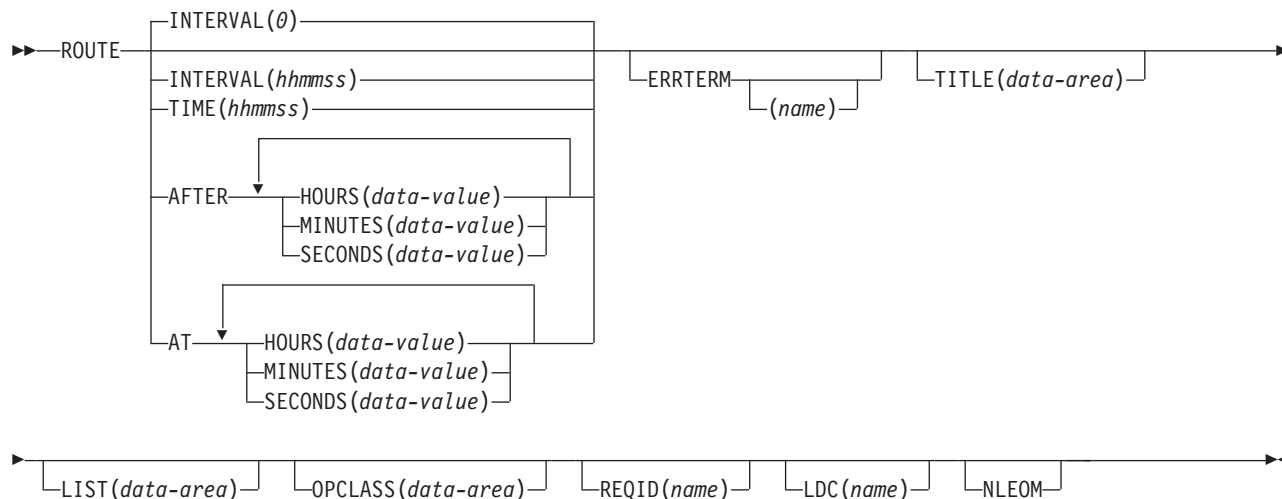 INTERVAL(0)
ROUTE
INTERVAL(hhmmss) ERRTERM TITLE(data-area)
TIME(hhmmss) (name)
AFTER HOURS(data-value)
MINUTES(data-value)
SECONDS(data-value)
AT HOURS(data-value)
MINUTES(data-value)
SECONDS(data-value)
LIST(data-area) OPCLASS(data-area) REQID(name) LDC(name) NLEOM